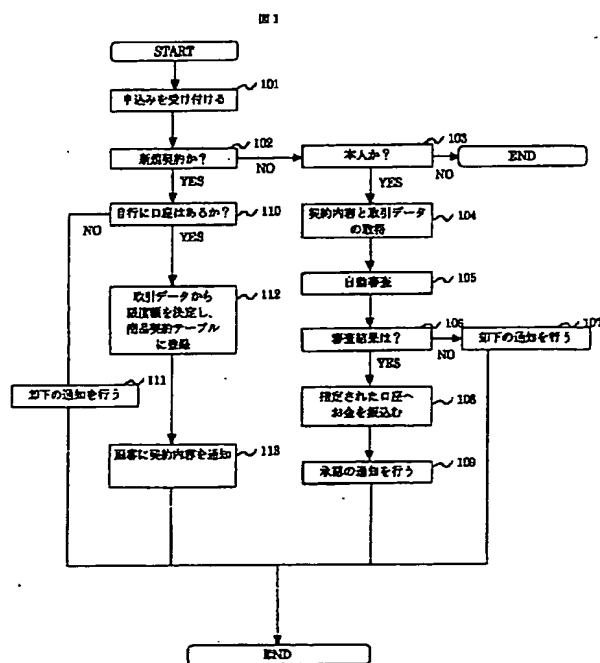 図1
START
101
申込みを受け付ける
102
新規契約か?
NO
YES
103
本人か?
NO
END
YES
110
自行に口座はあるか?
NO
YES
104
契約内容と取引データ
の取得
105
自動審査
112
取引データから
限度額を決定し、
商品契約テーブル
に登録
106
審査結果は?
NO
YES
107
却下の通知を行う
111
却下の通知を行う
108
指定された口座へ
お金を振込む
113
顧客に契約内容を通知
109
承認の通知を行う
END